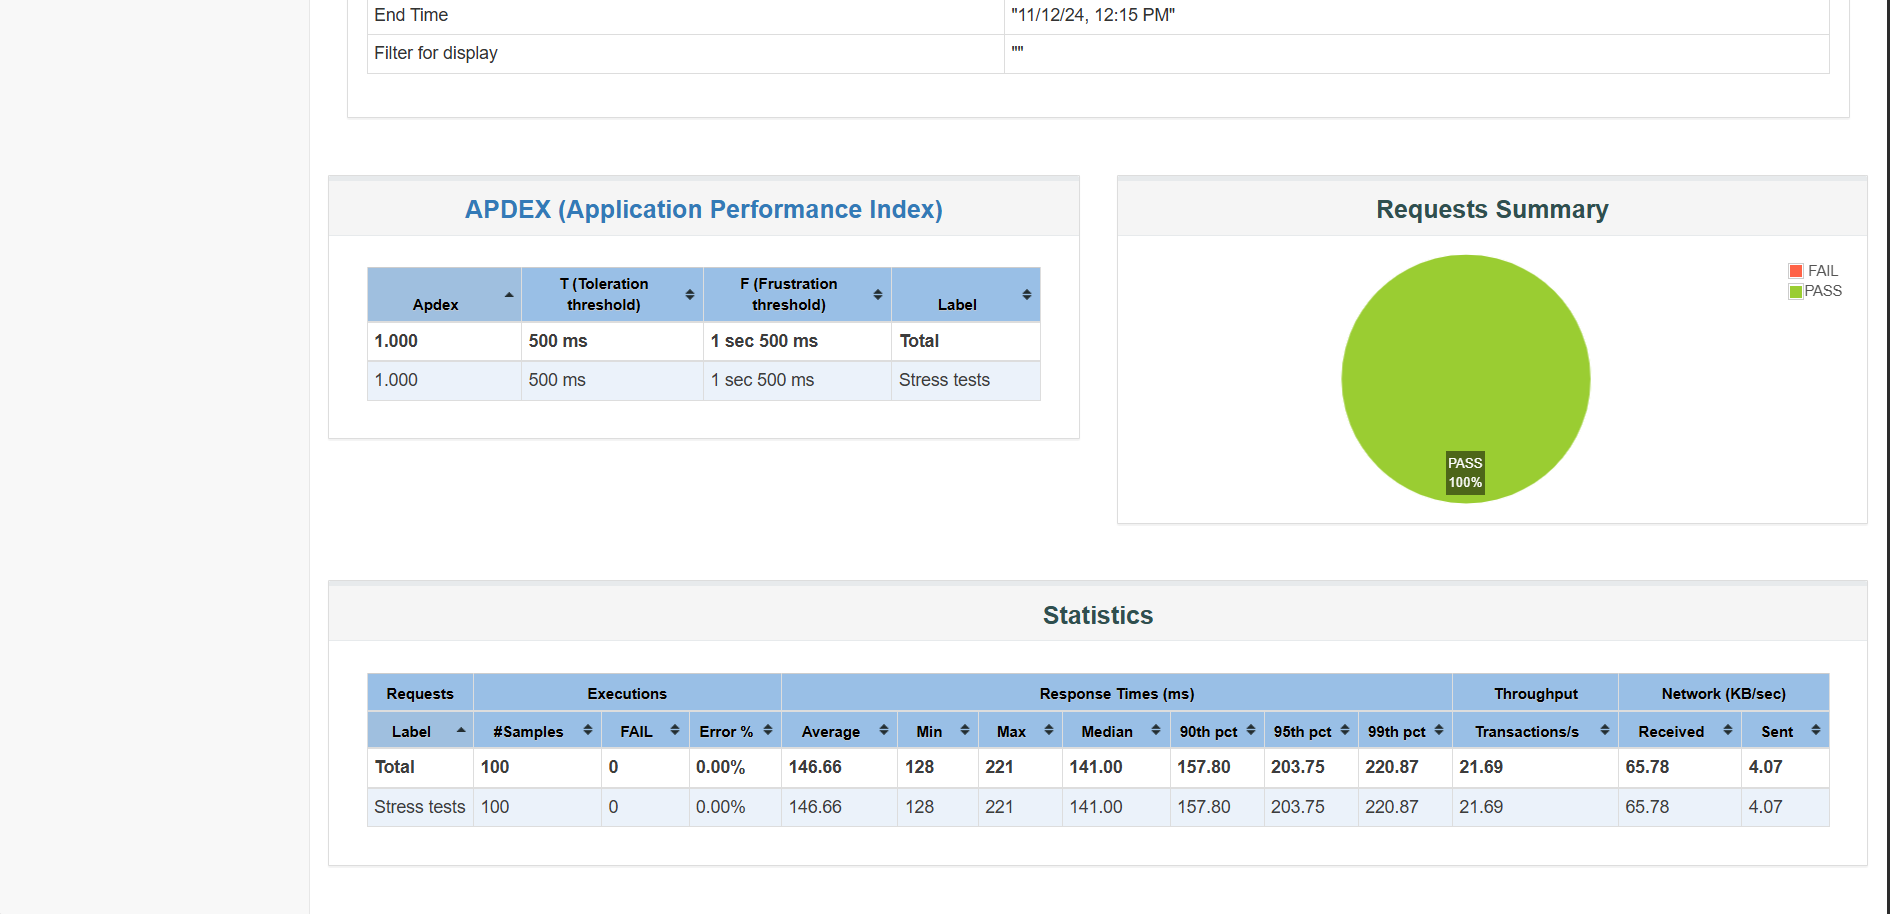 End Time "11/12/24, 12:15 PM"
Filter for display ""
APDEX (Application Performance Index)
Apdex T (Toleration threshold) F (Frustration threshold) Label
1.000 500 ms 1 sec 500 ms Total
1.000 500 ms 1 sec 500 ms Stress tests
Requests Summary
FAIL
PASS
PASS
100%
Statistics
Requests Executions Response Times (ms) Throughput Network (KB/sec)
Label #Samples FAIL Error % Average Min Max Median 90th pct 95th pct 99th pct Transactions/s Received Sent
Total 100 0 0.00% 146.66 128 221 141.00 157.80 203.75 220.87 21.69 65.78 4.07
Stress tests 100 0 0.00% 146.66 128 221 141.00 157.80 203.75 220.87 21.69 65.78 4.07